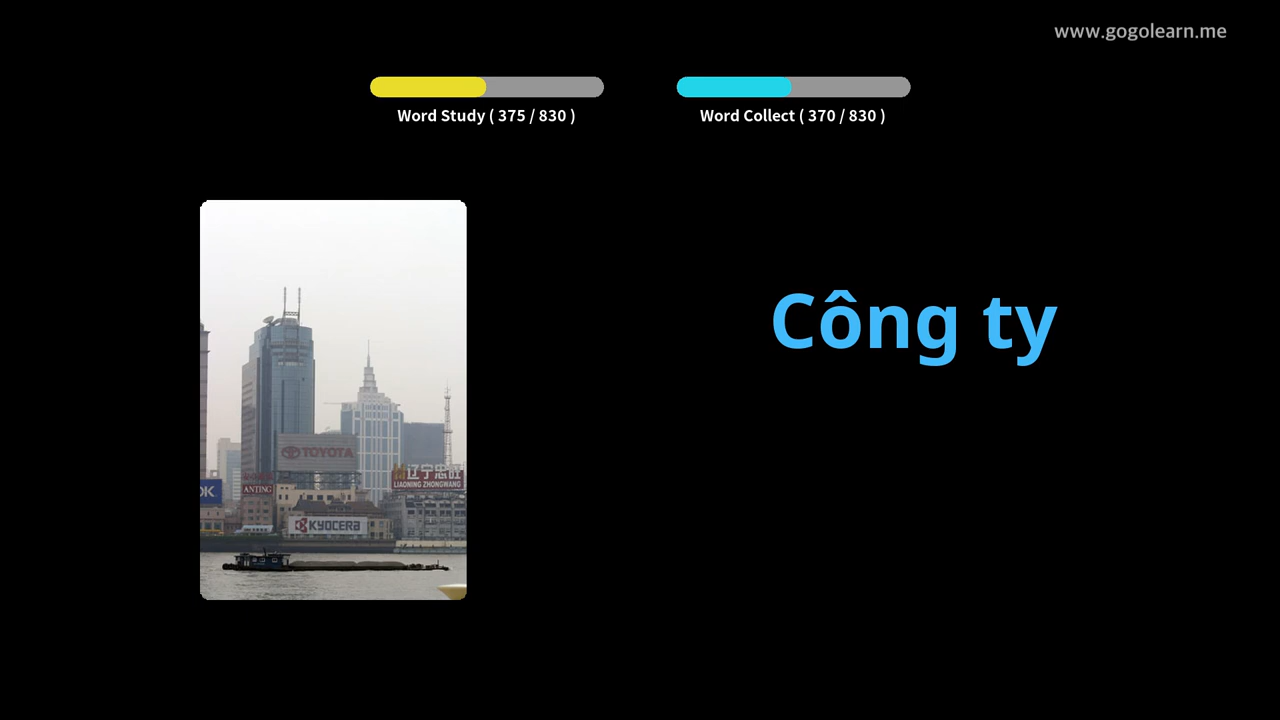 www.gogolearn.me
Word Study ( 375 / 830 )
Word Collect ( 370 / 830 )
Công ty
TOYOTA
辽宁忠旺
LIAONING ZHONGWANG
OK
ANTING
KYOCERA